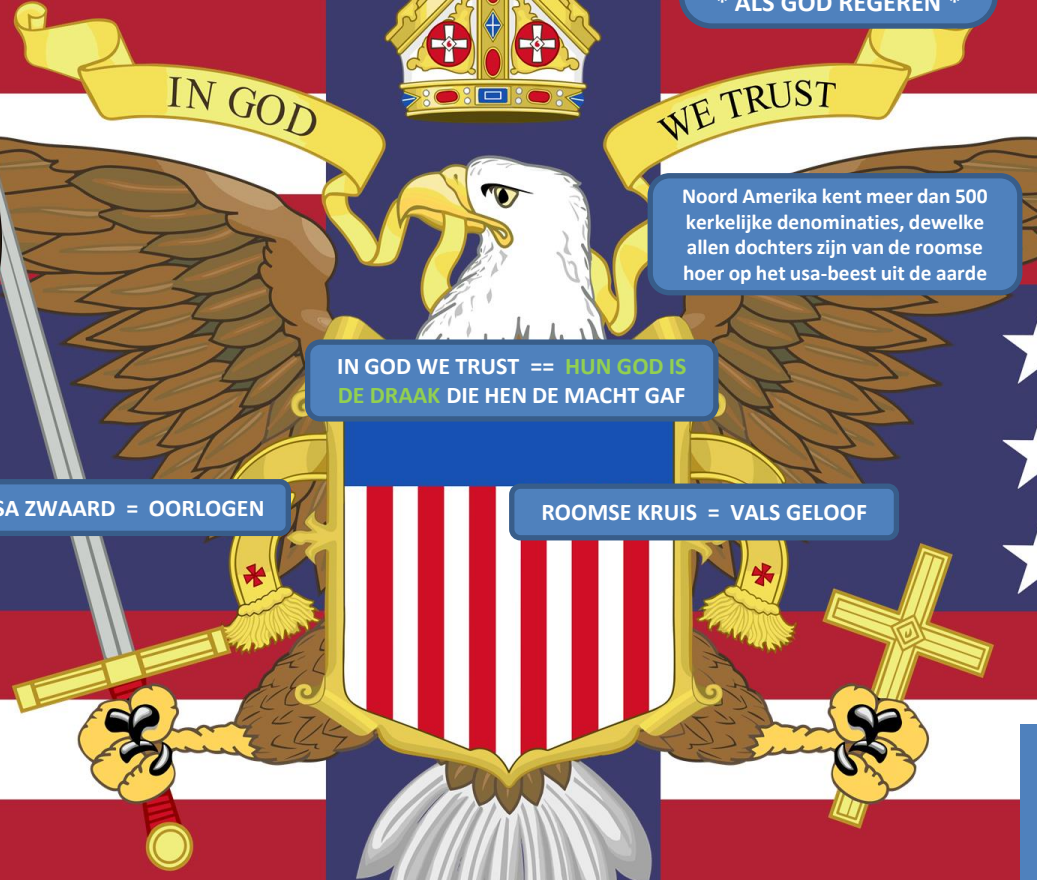 * ALS GOD REGEREN *
IN GOD
WE TRUST
Noord Amerika kent meer dan 500
kerkelijke denominaties, dewelke
allen dochters zijn van de roomse
hoer op het usa-beest uit de aarde
IN GOD WE TRUST == HUN GOD IS
DE DRAAK DIE HEN DE MACHT GAF
ZWAARD = OORLOGEN
ROOMSE KRUIS = VALS GELOOF